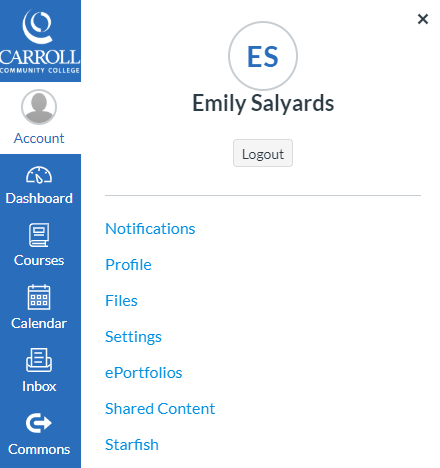 CARROLL
COMMUNITY COLLEGE
Account
Dashboard
Courses
Calendar
Inbox
Commons
×
ES
Emily Salyards
Logout
Notifications
Profile
Files
Settings
ePortfolios
Shared Content
Starfish